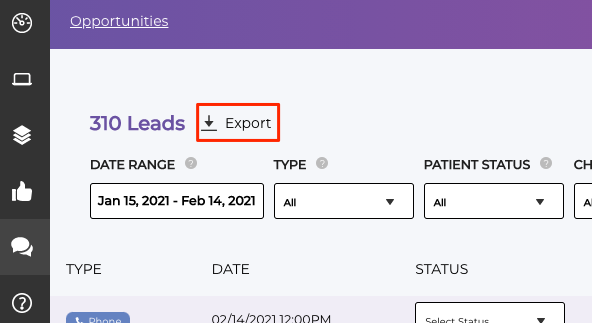 Opportunities
310 Leads Export
DATE RANGE ? TYPE ? PATIENT STATUS ? CH
Jan 15, 2021 - Feb 14, 2021 All All
TYPE DATE STATUS
Phone 02/14/2021 12:00PM Select Status